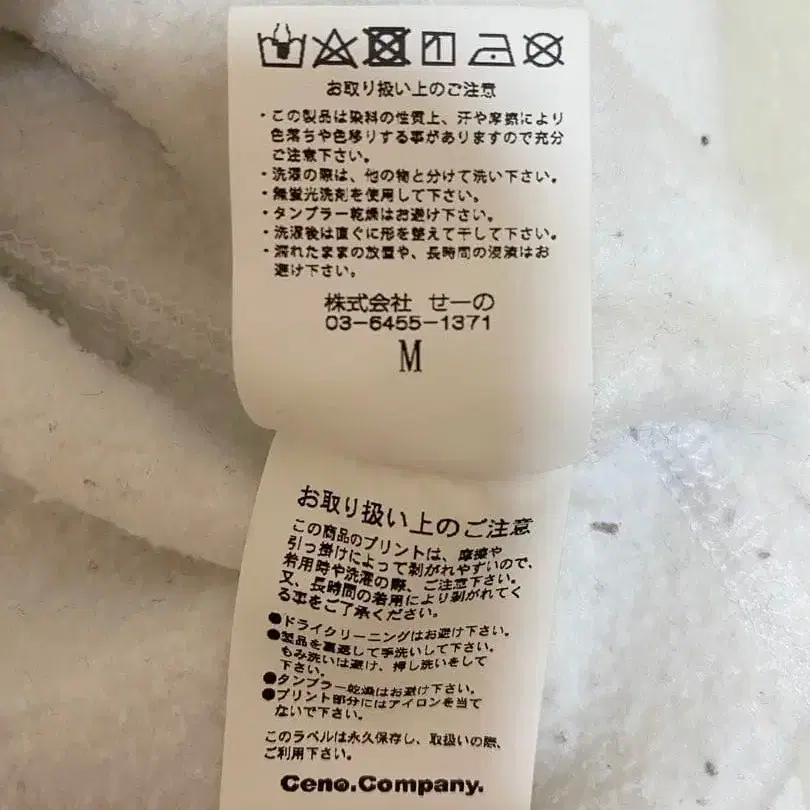 お取り扱い上のご注意
・この製品は染料の性質上、汗や摩擦により
色落ちや色移りする事がありますので充分
ご注意下さい。
・洗濯の際は、他の物と分けて洗い下さい。
・無蛍光洗剤を使用して下さい。
・タンブラー乾燥はお避け下さい。
・洗濯後は直ぐに形を整えて干して下さい。
・濡れたままの放置や、長時間の浸漬はお
避け下さい。
株式会社 せーの
03-6455-1371
M
お取り扱い上のご注意
この商品のプリントは、摩擦や
引っ掛けによって剥がれやすいので、
着用時や洗濯の際、ご注意下さい。
又、長時間の着用により剥がれてく
る事をご了承ください。
●ドライクリーニングはお避け下さい。
●製品を裏返して手洗いして下さい。
もみ洗いは避け、押し洗いをして
下さい。
●タンブラー乾燥はお避け下さい。
●プリント部分にはアイロンを当て
ないで下さい。
このラベルは永久保存し、取扱いの際、
ご利用下さい。
Ceno.Company.